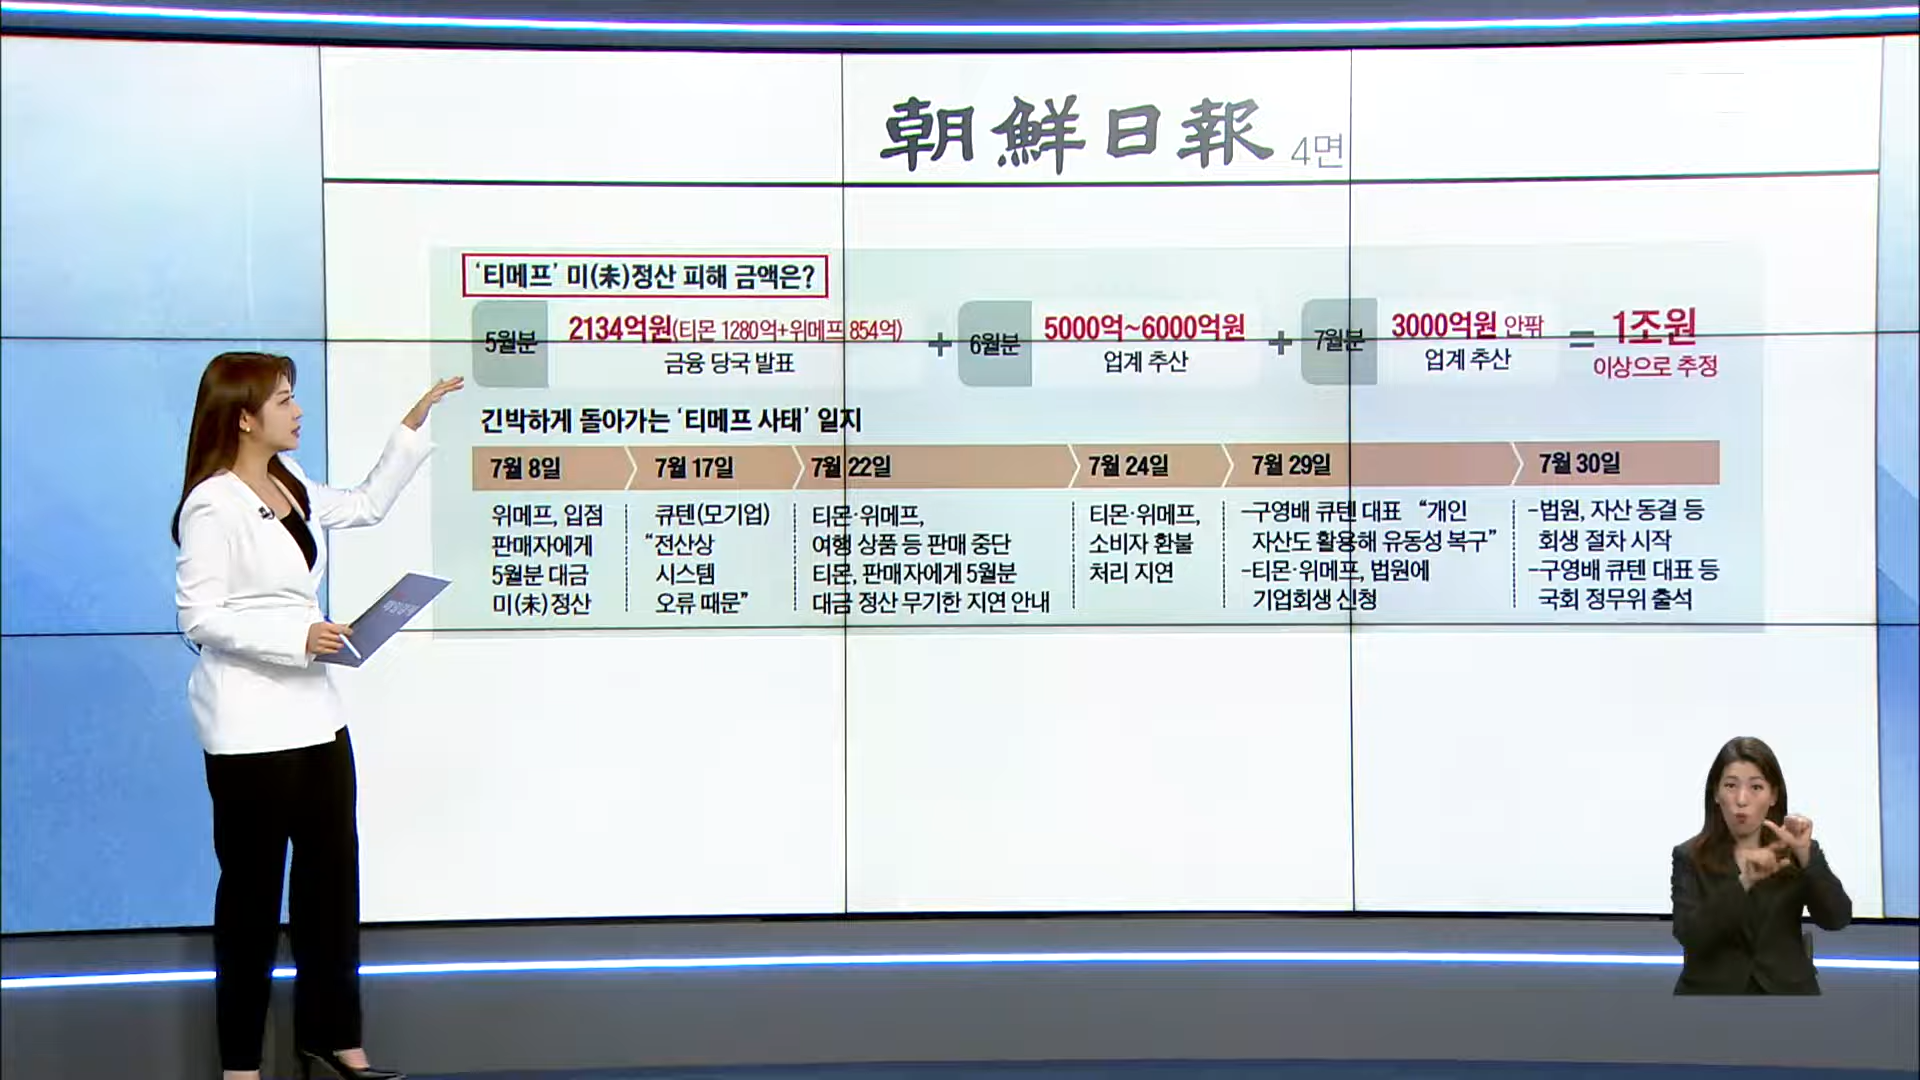 朝鮮日報 4면
‘티메프’ 미(未)정산 피해 금액은?
5월분 2134억원(티몬 1280억+위메프 854억) + 6월분 5000억~6000억원 + 7월분 3000억원 안팎 = 1조원
금융 당국 발표 업계 추산 업계 추산 이상으로 추정
긴박하게 돌아가는 ‘티메프 사태’ 일지
7월 8일
위메프, 입점
판매자에게
5월분 대금
미(未)정산
7월 17일
큐텐(모기업)
“전산상
시스템
오류 때문”
7월 22일
티몬·위메프,
여행 상품 등 판매 중단
티몬, 판매자에게 5월분
대금 정산 무기한 지연 안내
7월 24일
티몬·위메프,
소비자 환불
처리 지연
7월 29일
-구영배 큐텐 대표 “개인
자산도 활용해 유동성 복구”
-티몬·위메프, 법원에
기업회생 신청
7월 30일
-법원, 자산 동결 등
회생 절차 시작
-구영배 큐텐 대표 등
국회 정무위 출석